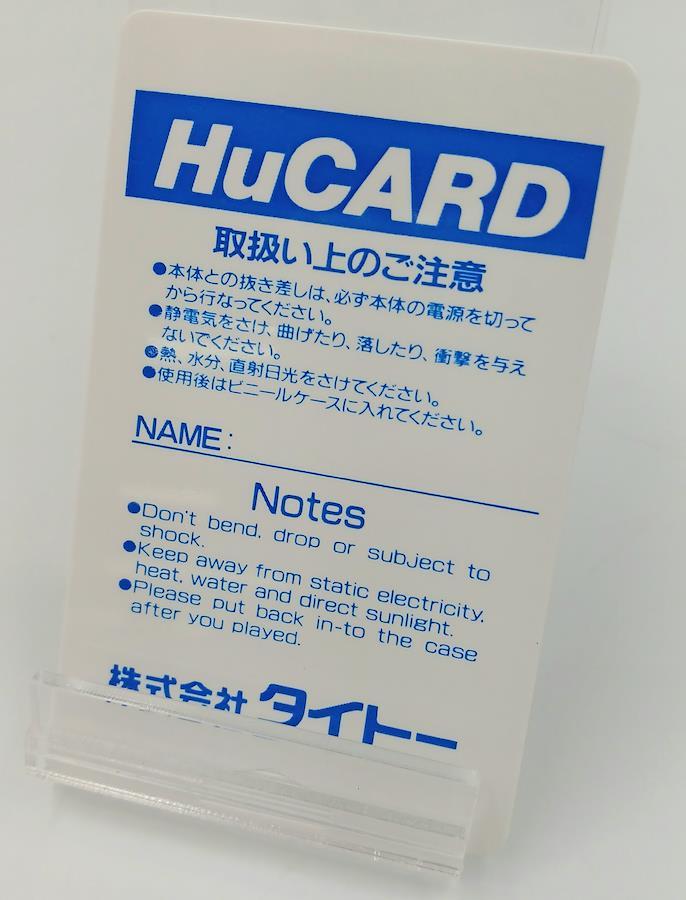 HuCARD
取扱い上のご注意
●本体との抜き差しは、必ず本体の電源を切って
から行なってください。
●静電気をさけ、曲げたり、落したり、衝撃を与え
ないでください。
●熱、水分、直射日光をさけてください。
●使用後はビニールケースに入れてください。
NAME:
Notes
●Don't bend, drop or subject to
shock.
●Keep away from static electricity,
heat, water and direct sunlight.
●Please put back in-to the case
after you played.
株式会社 タイトー